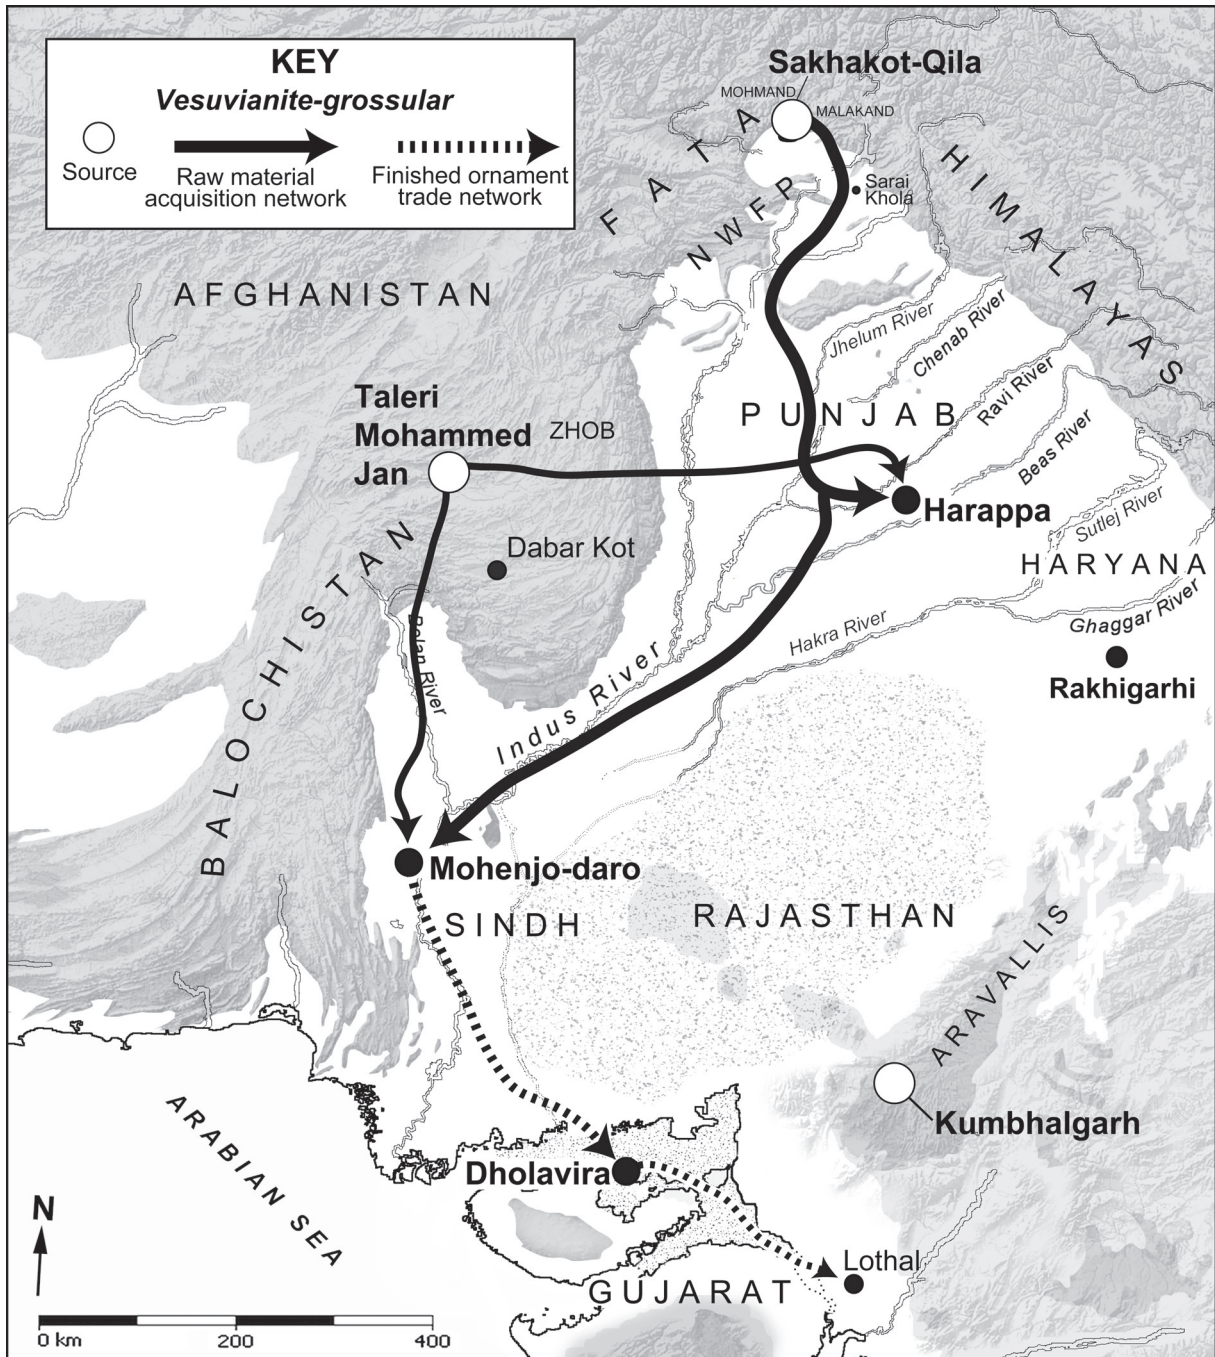 KEY
Vesuvianite-grossular
Source
Raw material
acquisition network
Finished ornament
trade network
Sakhakot-Qila
MOHMAND
MALAKAND
FATA
NWFP
Sarai
Khola
HIMALAYAS
AFGHANISTAN
Jhelum River
Chenab River
Ravi River
Beas River
Sutlej River
PUNJAB
Taleri
Mohammed
Jan
ZHOB
Harappa
Dabar Kot
HARYANA
Ghaggar River
Hakra River
Rakhigarhi
BALOCHISTAN
Bolan River
Indus River
Mohenjo-daro
SINDH
RAJASTHAN
ARAVALLIS
Kumbhalgarh
ARABIAN SEA
Dholavira
Lothal
GUJARAT
N
0 km 200 400